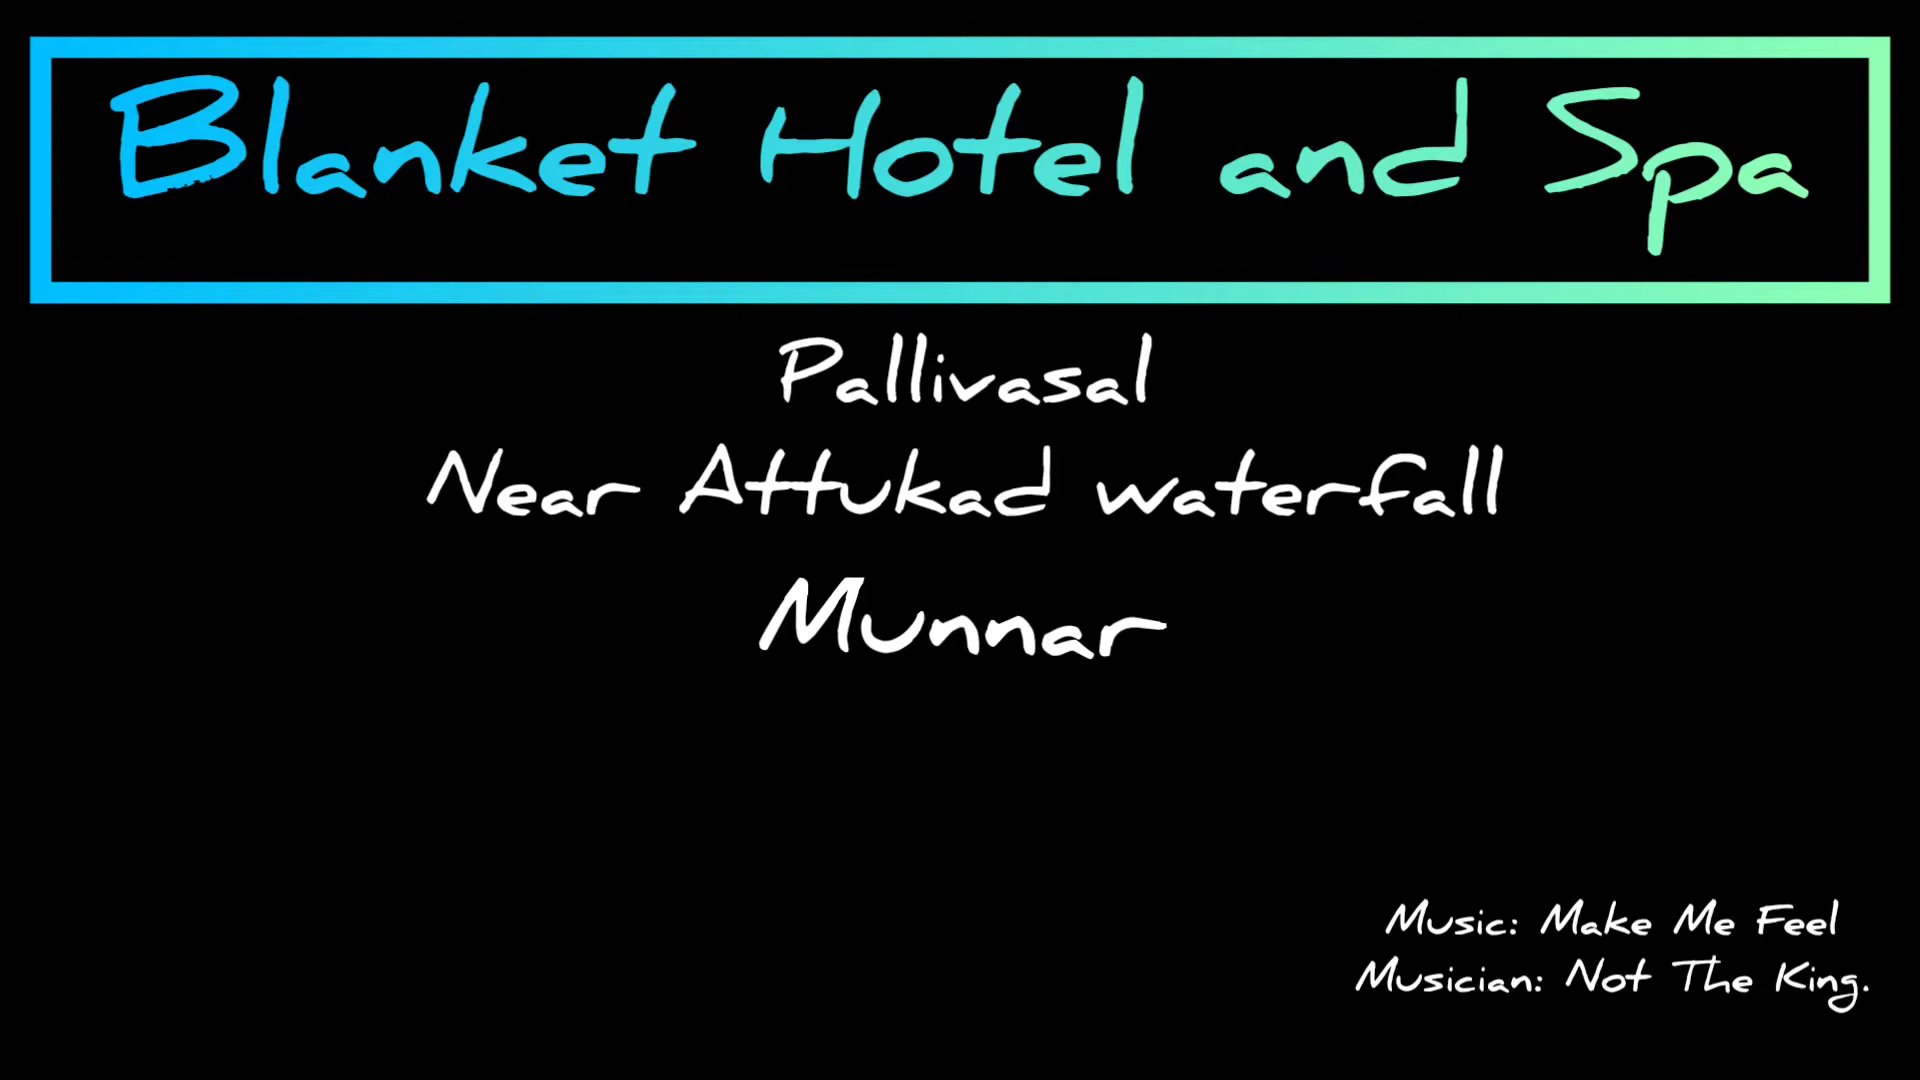 Blanket Hotel and Spa
Pallivasal
Near Attukad waterfall
Munnar
Music: Make Me Feel
Musician: Not The King.